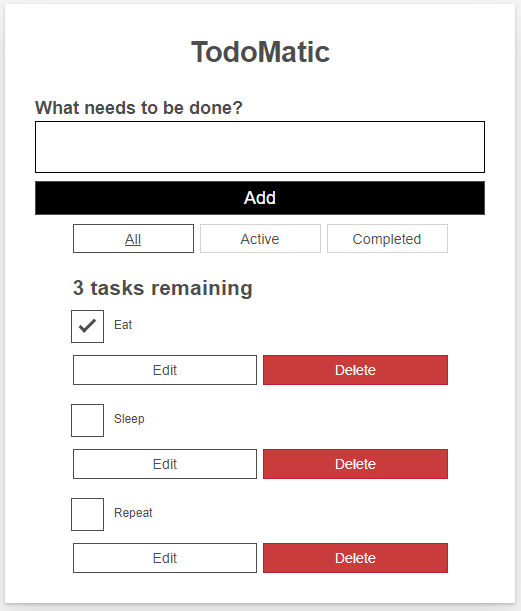 TodoMatic
What needs to be done?
Add
All Active Completed
3 tasks remaining
Eat
Edit Delete
Sleep
Edit Delete
Repeat
Edit Delete